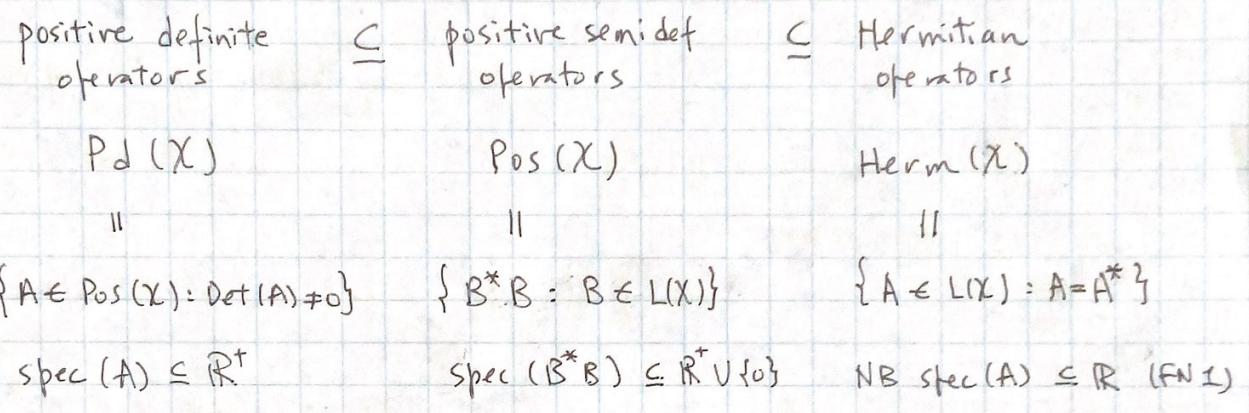 positive definite ⊆ positive semidef ⊆ Hermitian
operators operators operators
Pd (X) Pos (X) Herm (X)
|| || ||
{A ∈ Pos (X) : Det (A) ≠ 0} { B* B : B ∈ L(X)} { A ∈ L(X) : A = A* }
spec (A) ⊆ ℝ⁺ spec (B* B) ⊆ ℝ⁺ ∪ {0} NB spec (A) ⊆ ℝ (FN 1)